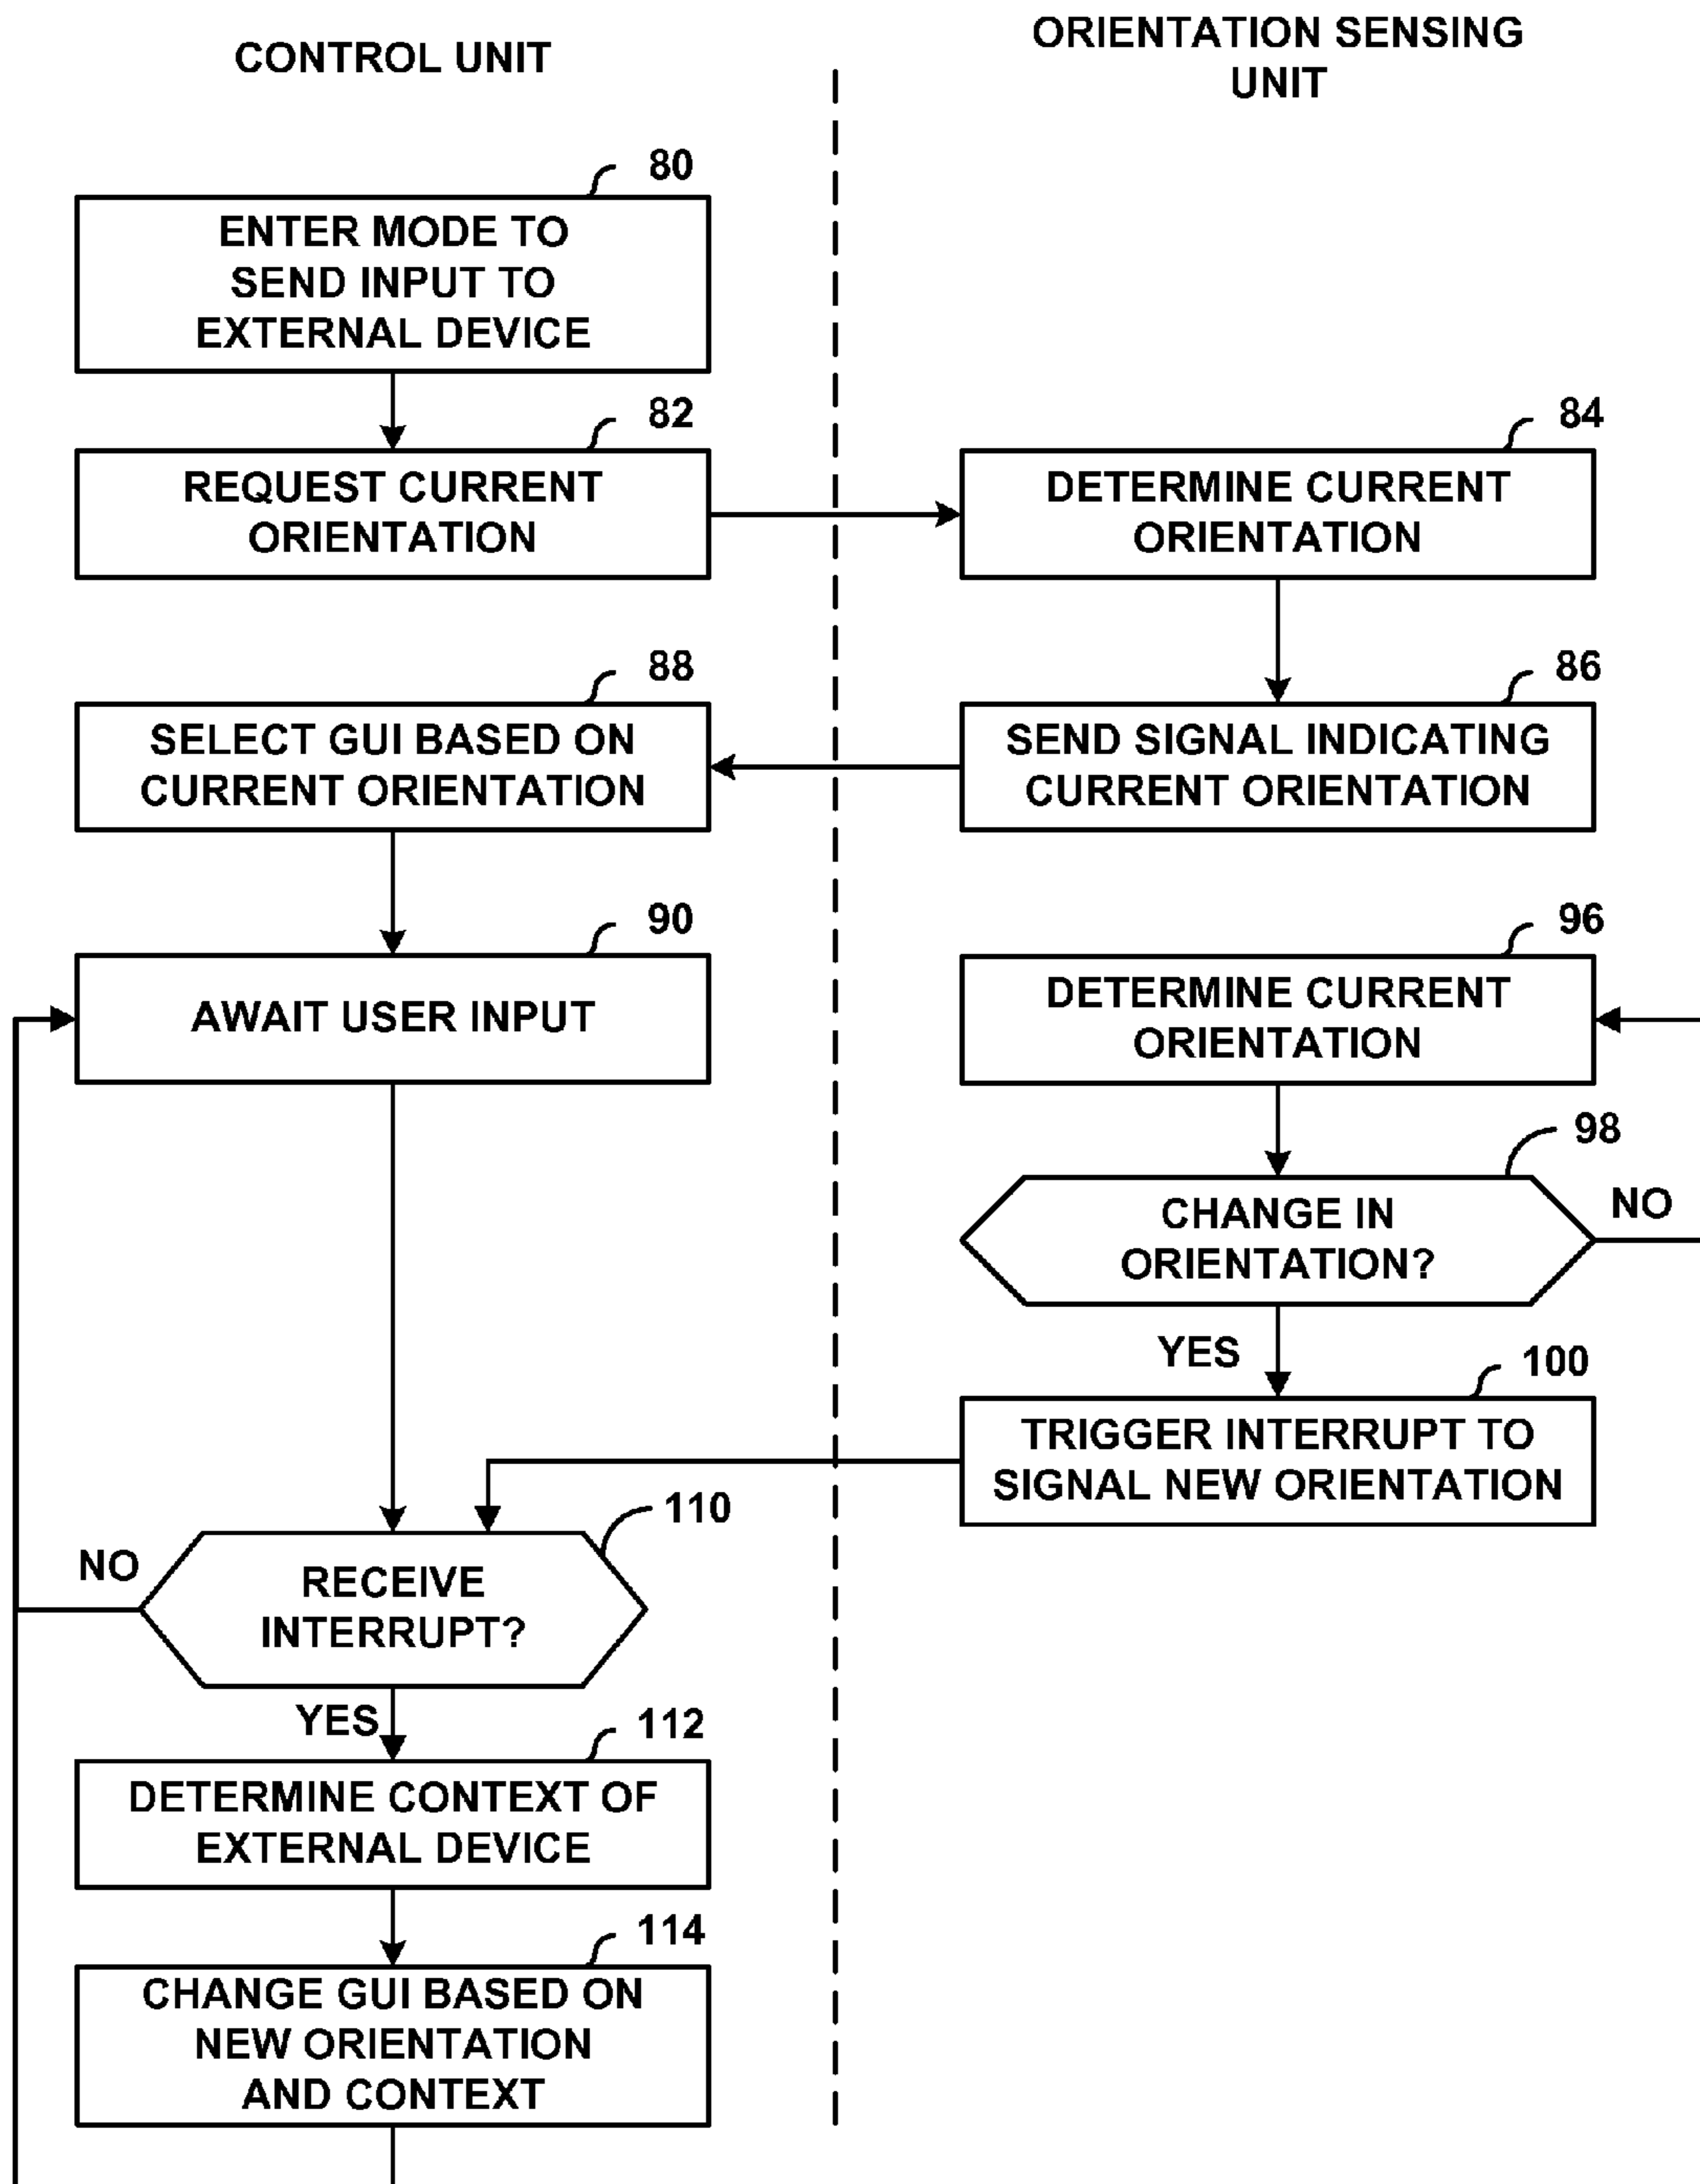 CONTROL UNIT
ORIENTATION SENSING
UNIT
80
ENTER MODE TO
SEND INPUT TO
EXTERNAL DEVICE
82
REQUEST CURRENT
ORIENTATION
84
DETERMINE CURRENT
ORIENTATION
86
SEND SIGNAL INDICATING
CURRENT ORIENTATION
88
SELECT GUI BASED ON
CURRENT ORIENTATION
90
AWAIT USER INPUT
96
DETERMINE CURRENT
ORIENTATION
98
CHANGE IN
ORIENTATION?
NO
YES
100
TRIGGER INTERRUPT TO
SIGNAL NEW ORIENTATION
110
RECEIVE
INTERRUPT?
NO
YES
112
DETERMINE CONTEXT OF
EXTERNAL DEVICE
114
CHANGE GUI BASED ON
NEW ORIENTATION
AND CONTEXT